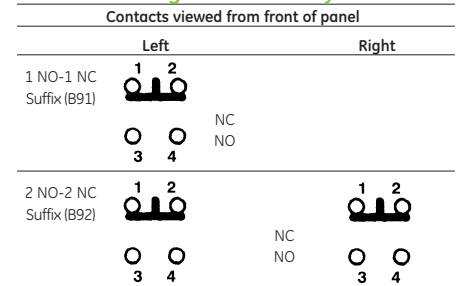 Contacts viewed from front of panel
Left Right
1 NO-1 NC
Suffix (B91)
1 2
NC
NO
3 4
2 NO-2 NC
Suffix (B92)
1 2
1 2
NC
NO
3 4
3 4